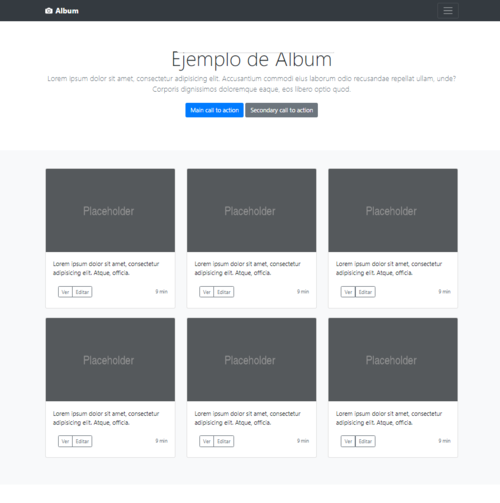 Album
Ejemplo de Album
Lorem ipsum dolor sit amet, consectetur adipisicing elit. Accusantium commodi eius laborum odio recusandae repellat ullam, unde?
Corporis dignissimos doloremque eaque, eos libero optio quod.
Main call to action Secondary call to action
Placeholder Placeholder Placeholder
Lorem ipsum dolor sit amet, consectetur
adipisicing elit. Atque, officia.
Ver Editar 9 min
Lorem ipsum dolor sit amet, consectetur
adipisicing elit. Atque, officia.
Ver Editar 9 min
Lorem ipsum dolor sit amet, consectetur
adipisicing elit. Atque, officia.
Ver Editar 9 min
Placeholder Placeholder Placeholder
Lorem ipsum dolor sit amet, consectetur
adipisicing elit. Atque, officia.
Ver Editar 9 min
Lorem ipsum dolor sit amet, consectetur
adipisicing elit. Atque, officia.
Ver Editar 9 min
Lorem ipsum dolor sit amet, consectetur
adipisicing elit. Atque, officia.
Ver Editar 9 min